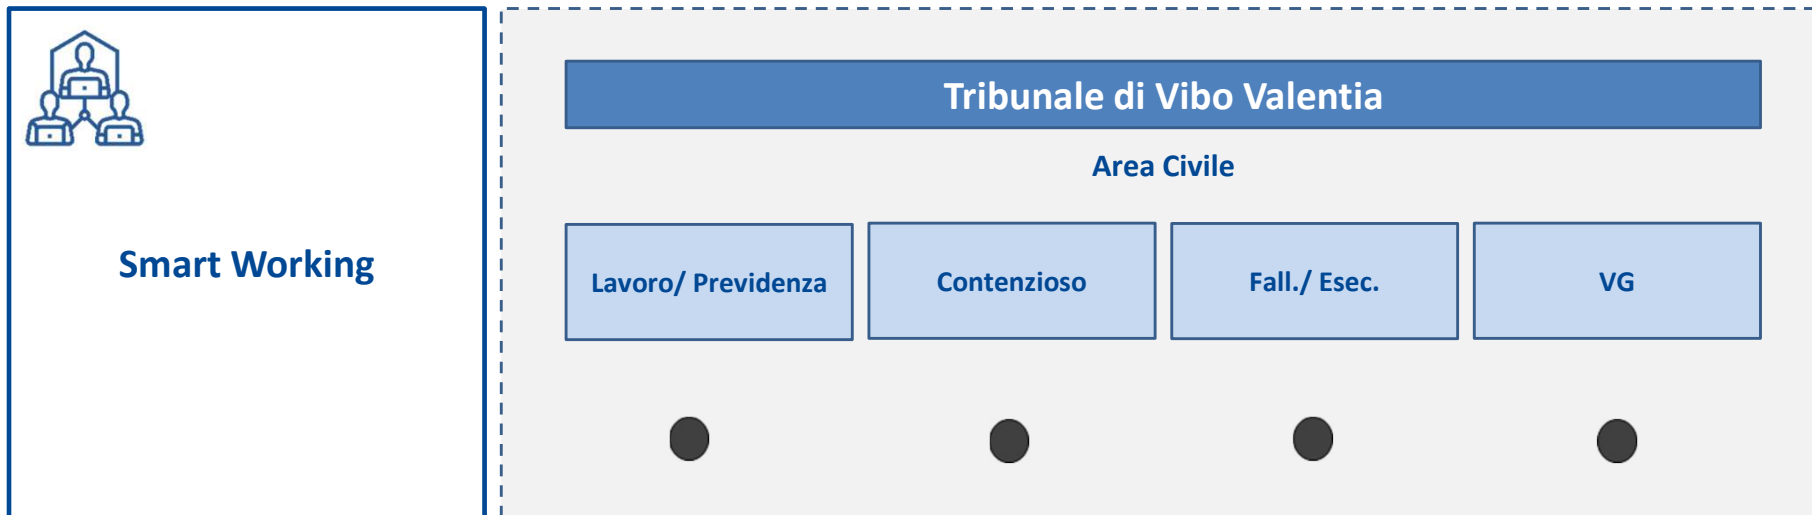 Smart Working
Tribunale di Vibo Valentia
Area Civile
Lavoro/ Previdenza
Contenzioso
Fall./ Esec.
VG